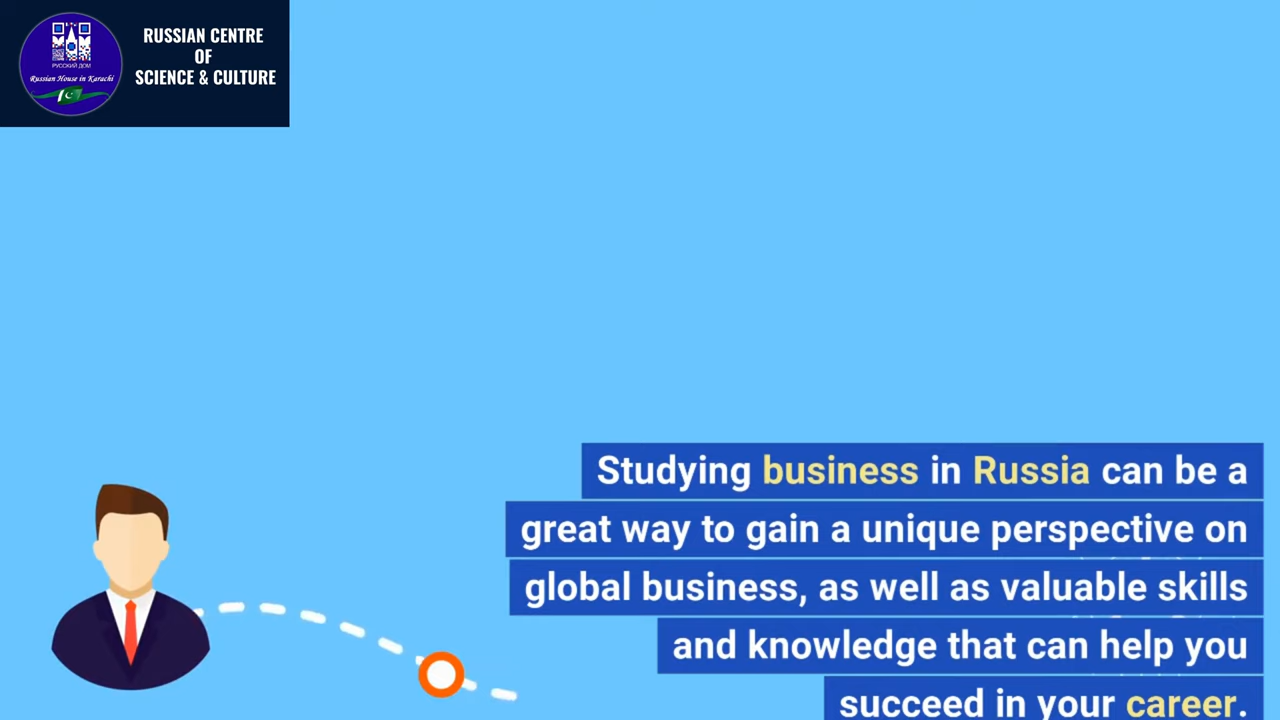 RUSSIAN CENTRE
OF
SCIENCE & CULTURE
РУССКИЙ ДОМ
Russian House in Karachi
Studying business in Russia can be a
great way to gain a unique perspective on
global business, as well as valuable skills
and knowledge that can help you
succeed in your career.